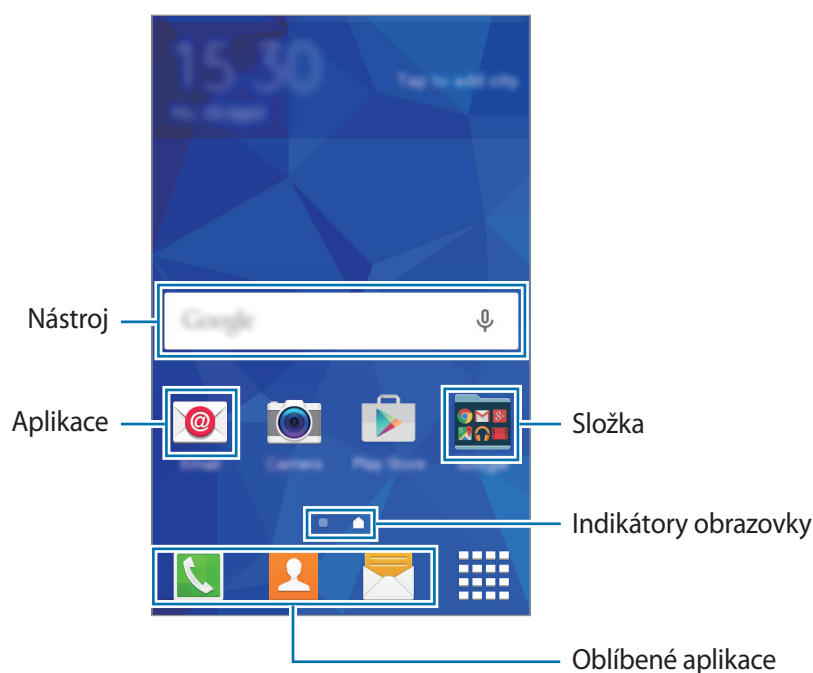 15:30
Tap to add city
Nástroj
Google
Aplikace
Složka
Email
Camera
Play Store
Google
Indikátory obrazovky
Oblíbené aplikace